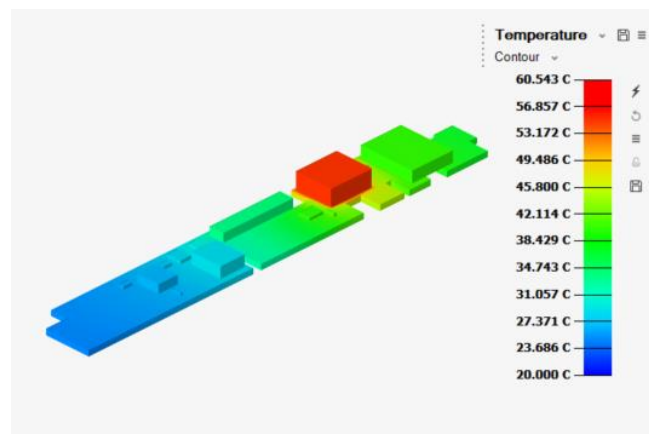 Temperature
Contour
60.543 C
56.857 C
53.172 C
49.486 C
45.800 C
42.114 C
38.429 C
34.743 C
31.057 C
27.371 C
23.686 C
20.000 C